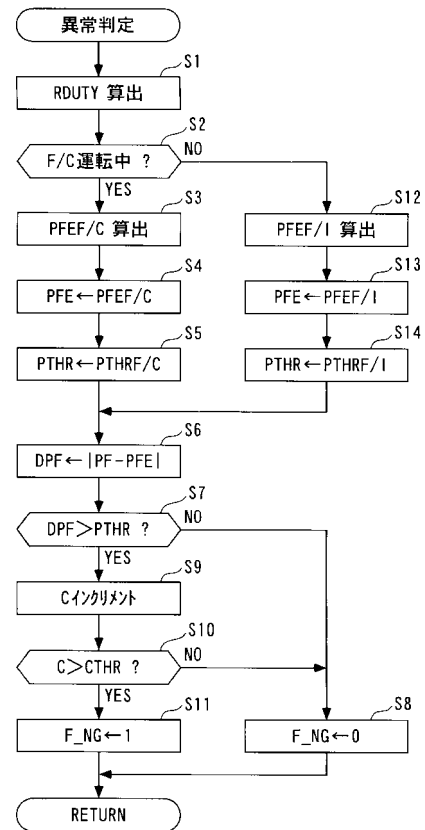 異常判定
S1
RDUTY 算出
S2
F/C運転中 ?
NO
YES
S3
PFEF/C 算出
S12
PFEF/I 算出
S4
PFE←PFEF/C
S13
PFE←PFEF/I
S5
PTHR←PTHRF/C
S14
PTHR←PTHRF/I
S6
DPF←|PF-PFE|
S7
DPF>PTHR ?
NO
YES
S9
Cインクリメント
S10
C>CTHR ?
NO
YES
S11
F_NG←1
S8
F_NG←0
RETURN